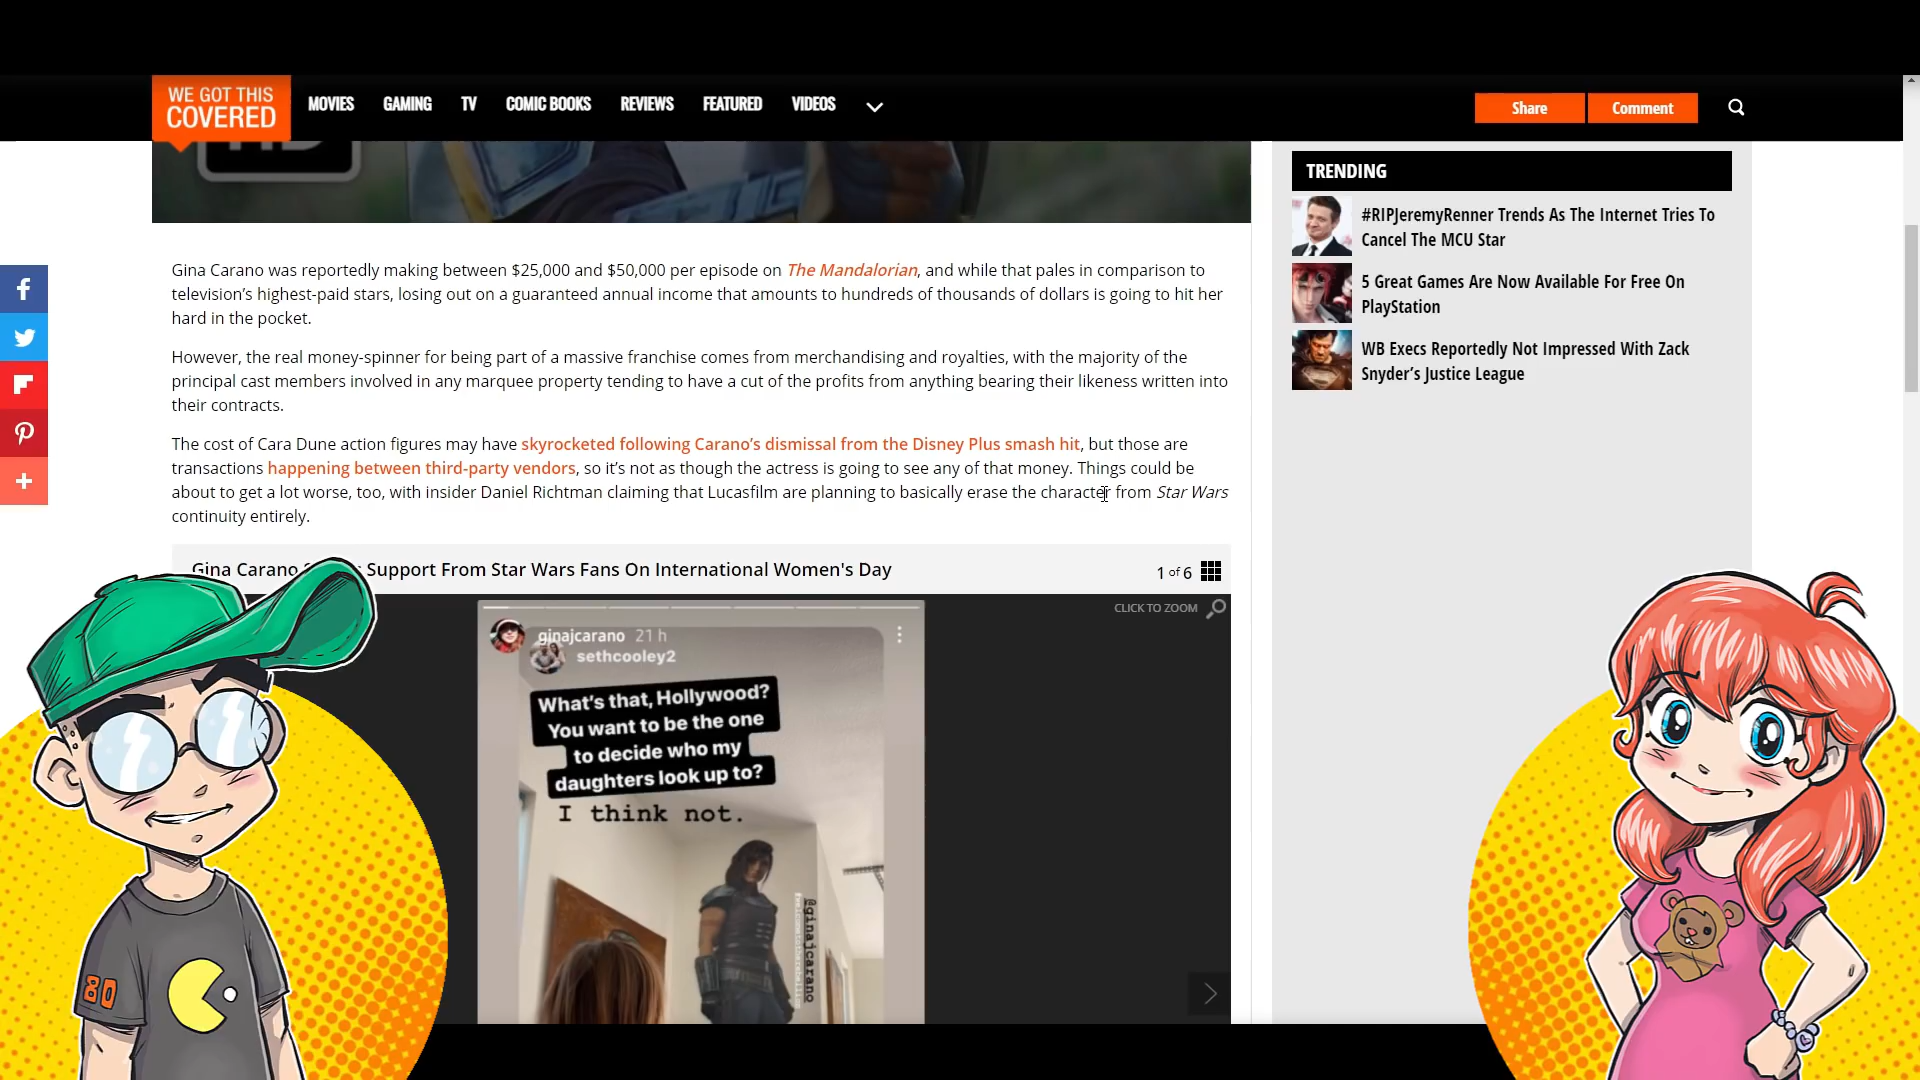 WE GOT THIS
COVERED
MOVIES GAMING TV COMIC BOOKS REVIEWS FEATURED VIDEOS
Share Comment
TRENDING
#RIPJeremyRenner Trends As The Internet Tries To
Cancel The MCU Star
5 Great Games Are Now Available For Free On
PlayStation
WB Execs Reportedly Not Impressed With Zack
Snyder's Justice League
Gina Carano was reportedly making between $25,000 and $50,000 per episode on The Mandalorian, and while that pales in comparison to
television's highest-paid stars, losing out on a guaranteed annual income that amounts to hundreds of thousands of dollars is going to hit her
hard in the pocket.
However, the real money-spinner for being part of a massive franchise comes from merchandising and royalties, with the majority of the
principal cast members involved in any marquee property tending to have a cut of the profits from anything bearing their likeness written into
their contracts.
The cost of Cara Dune action figures may have skyrocketed following Carano's dismissal from the Disney Plus smash hit, but those are
transactions happening between third-party vendors, so it's not as though the actress is going to see any of that money. Things could be
about to get a lot worse, too, with insider Daniel Richtman claiming that Lucasfilm are planning to basically erase the character from Star Wars
continuity entirely.
Gina Carano Support From Star Wars Fans On International Women's Day
1 of 6
CLICK TO ZOOM
ginajcarano 21 h
sethcooley2
What's that, Hollywood?
You want to be the one
to decide who my
daughters look up to?
I think not.
@ginajcarano
80